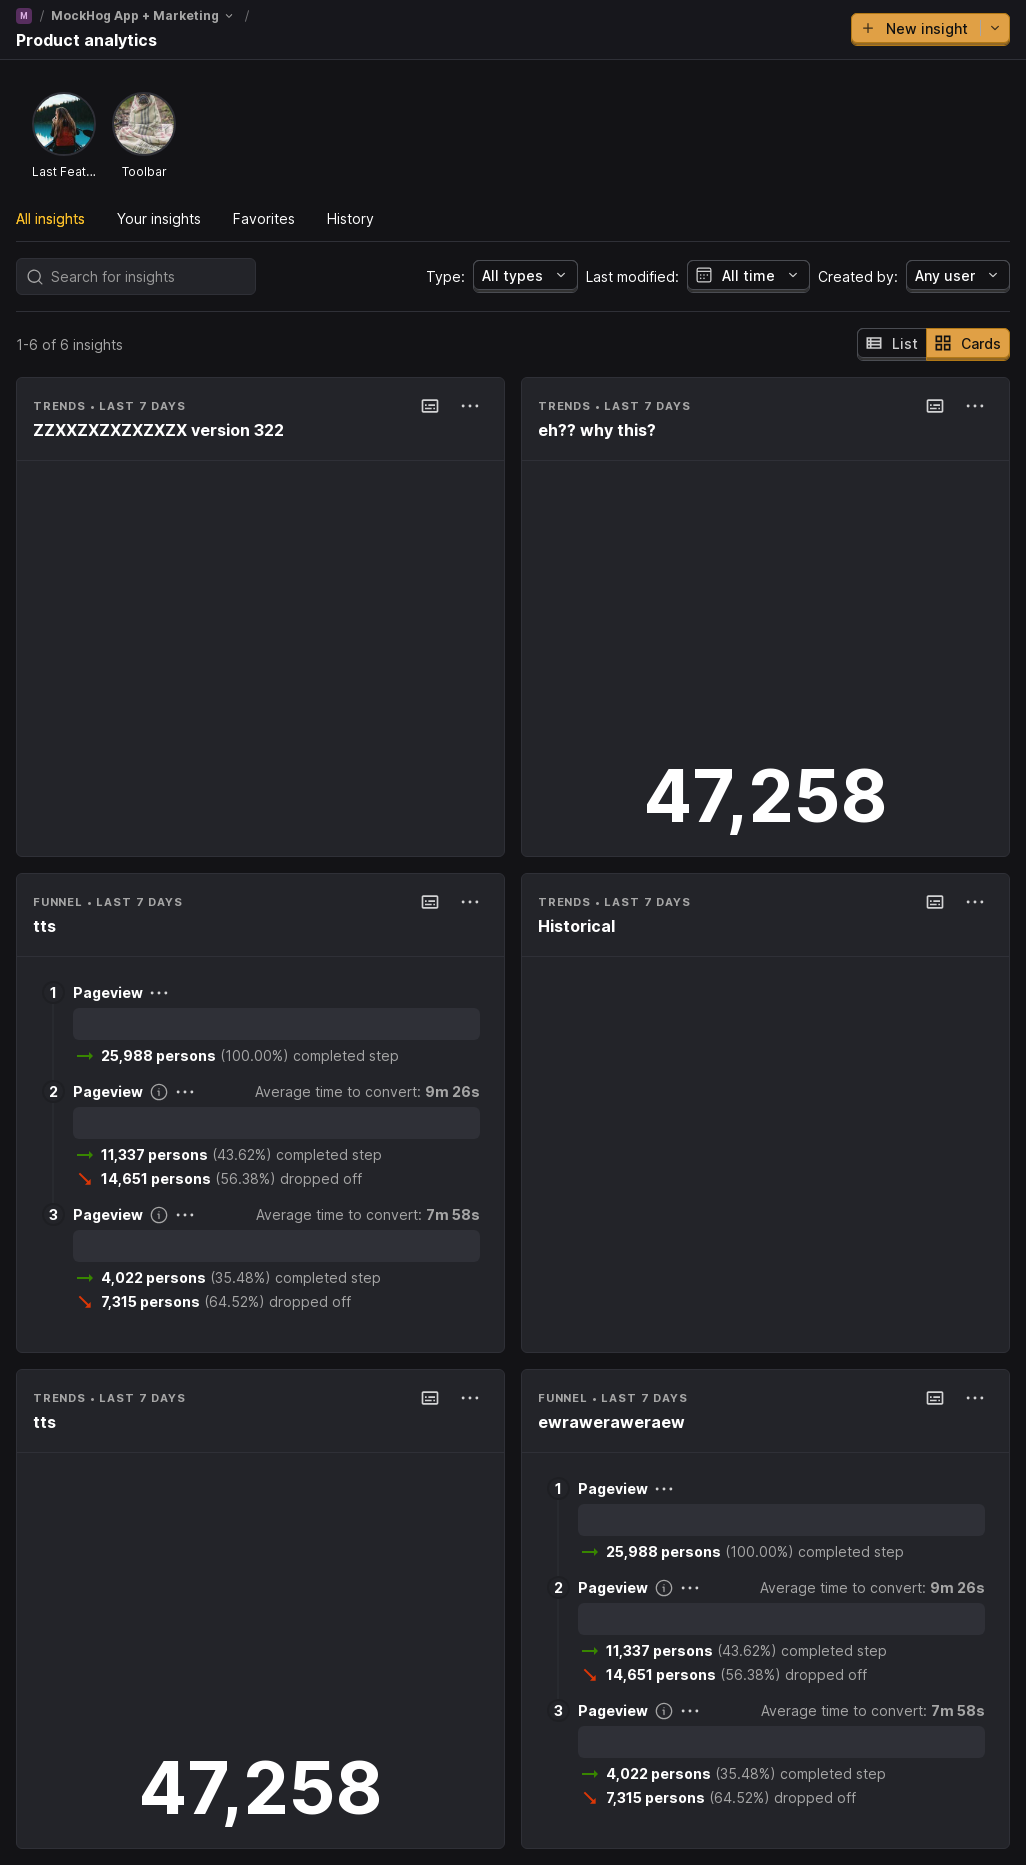 M / MockHog App + Marketing /
Product analytics
New insight
Last Feat...
Toolbar
All insights
Your insights
Favorites
History
Search for insights
Type:
All types
Last modified:
All time
Created by:
Any user
1-6 of 6 insights
List
Cards
TRENDS • LAST 7 DAYS
ZZXXZXZXZXZXZX version 322
TRENDS • LAST 7 DAYS
eh?? why this?
47,258
FUNNEL • LAST 7 DAYS
tts
1 Pageview
25,988 persons (100.00%) completed step
2 Pageview Average time to convert: 9m 26s
11,337 persons (43.62%) completed step
14,651 persons (56.38%) dropped off
3 Pageview Average time to convert: 7m 58s
4,022 persons (35.48%) completed step
7,315 persons (64.52%) dropped off
TRENDS • LAST 7 DAYS
Historical
TRENDS • LAST 7 DAYS
tts
47,258
FUNNEL • LAST 7 DAYS
ewraweraweraew
1 Pageview
25,988 persons (100.00%) completed step
2 Pageview Average time to convert: 9m 26s
11,337 persons (43.62%) completed step
14,651 persons (56.38%) dropped off
3 Pageview Average time to convert: 7m 58s
4,022 persons (35.48%) completed step
7,315 persons (64.52%) dropped off